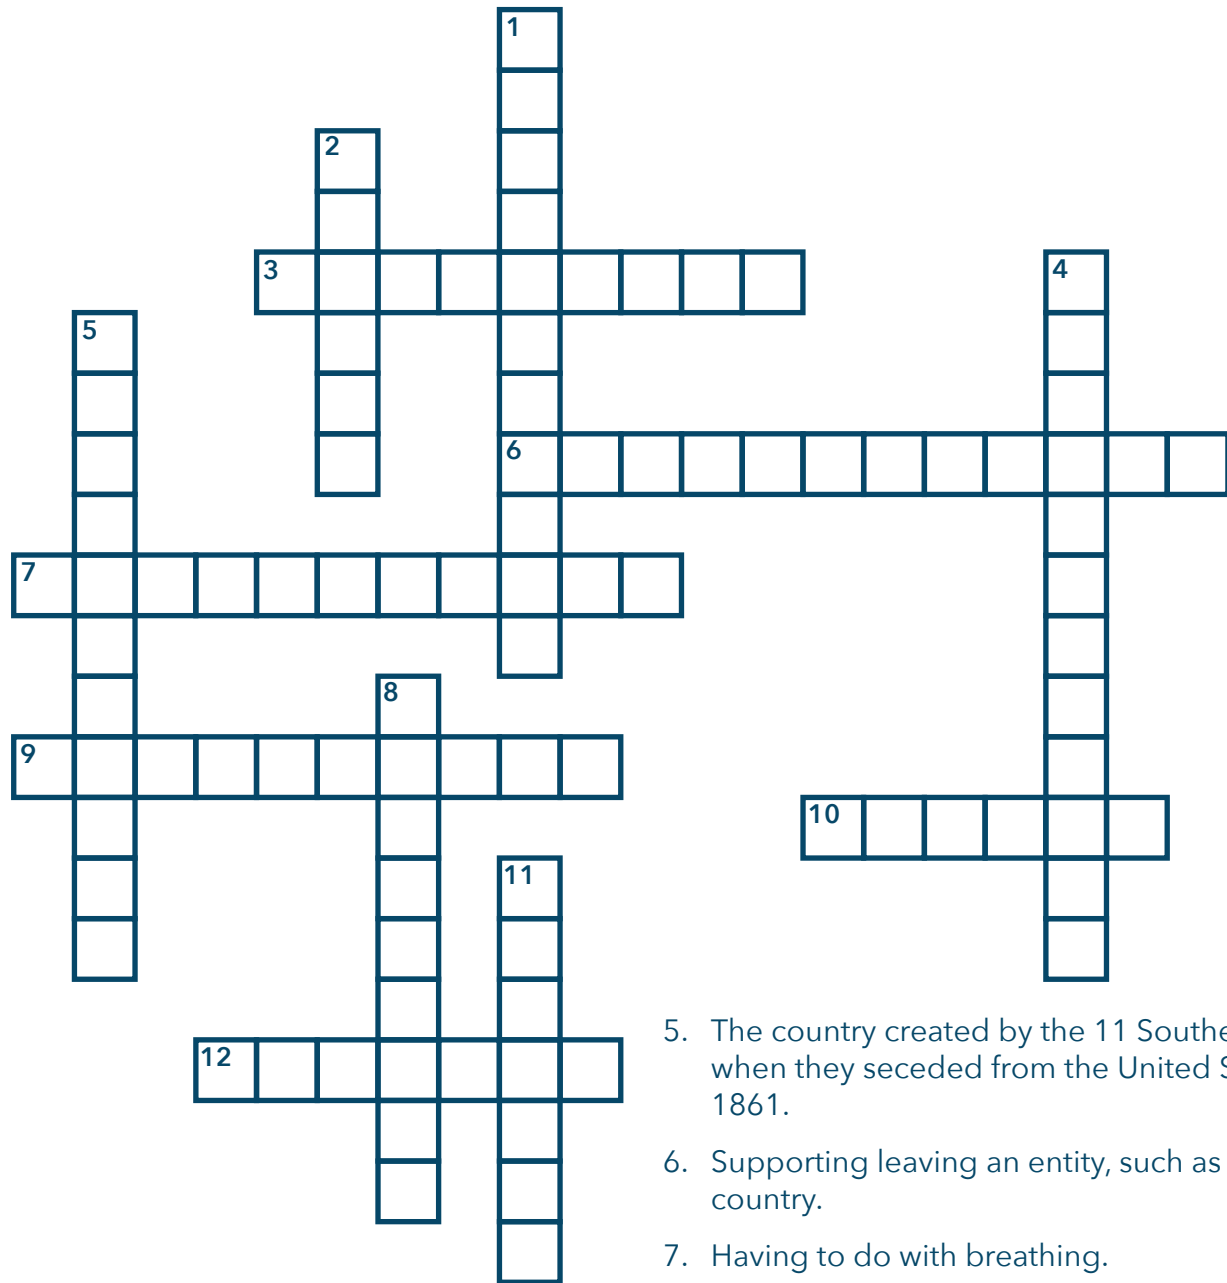 1
2
3
4
5
6
7
8
9
10
11
12
5. The country created by the 11
when they seceded from the United
1861.
6. Supporting leaving an entity, such as
country.
7. Having to do with breathing.